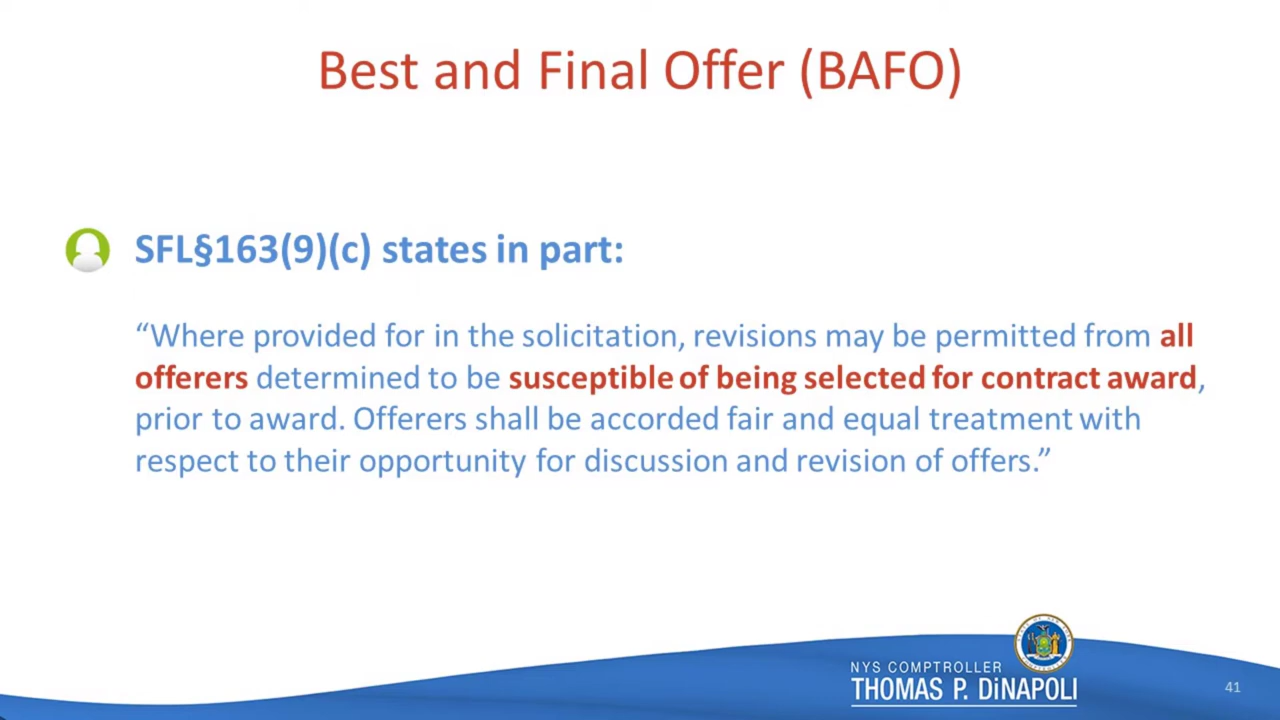 Best and Final Offer (BAFO)
SFL§163(9)(c) states in part:
“Where provided for in the solicitation, revisions may be permitted from all
offerers determined to be susceptible of being selected for contract award,
prior to award. Offerers shall be accorded fair and equal treatment with
respect to their opportunity for discussion and revision of offers.”
NYS COMPTROLLER
THOMAS P. DiNAPOLI
41